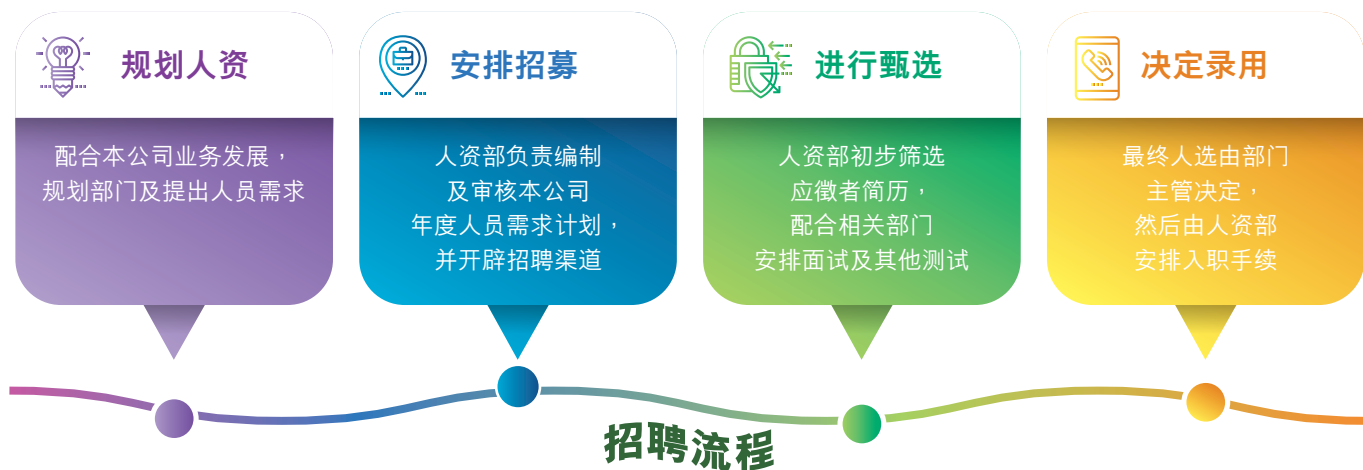 规划人资
配合本公司业务发展，
规划部门及提出人员需求
安排招募
人资部负责编制
及审核本公司
年度人员需求计划，
并开辟招聘渠道
进行甄选
人资部初步筛选
应徵者简历，
配合相关部门
安排面试及其他测试
决定录用
最终人选由部门
主管决定，
然后由人资部
安排入职手续
招聘流程